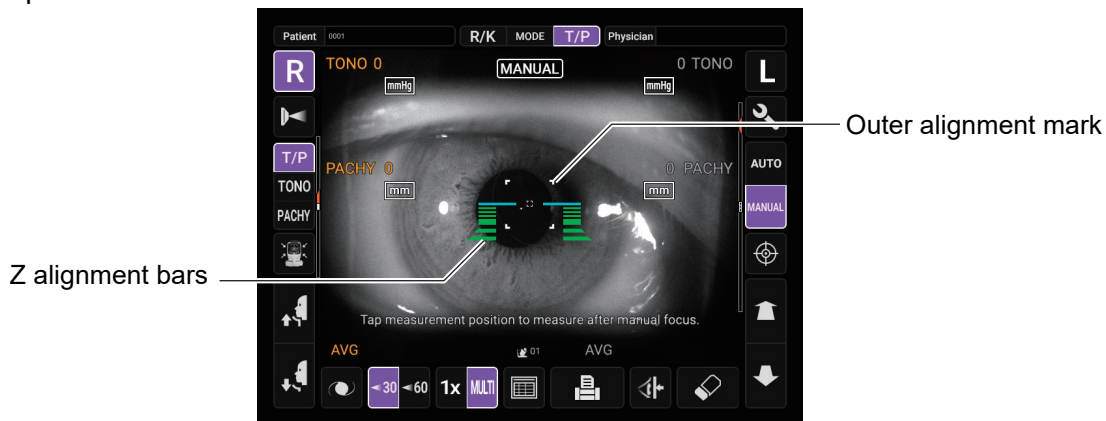 Patient 0001 R/K MODE T/P Physician
R TONO 0 MANUAL 0 TONO L
mmHg mmHg
Outer alignment mark
T/P PACHY 0 0 PACHY AUTO
TONO mm mm
PACHY MANUAL
Z alignment bars
Tap measurement position to measure after manual focus.
AVG 01 AVG
30 60 1x MULTI